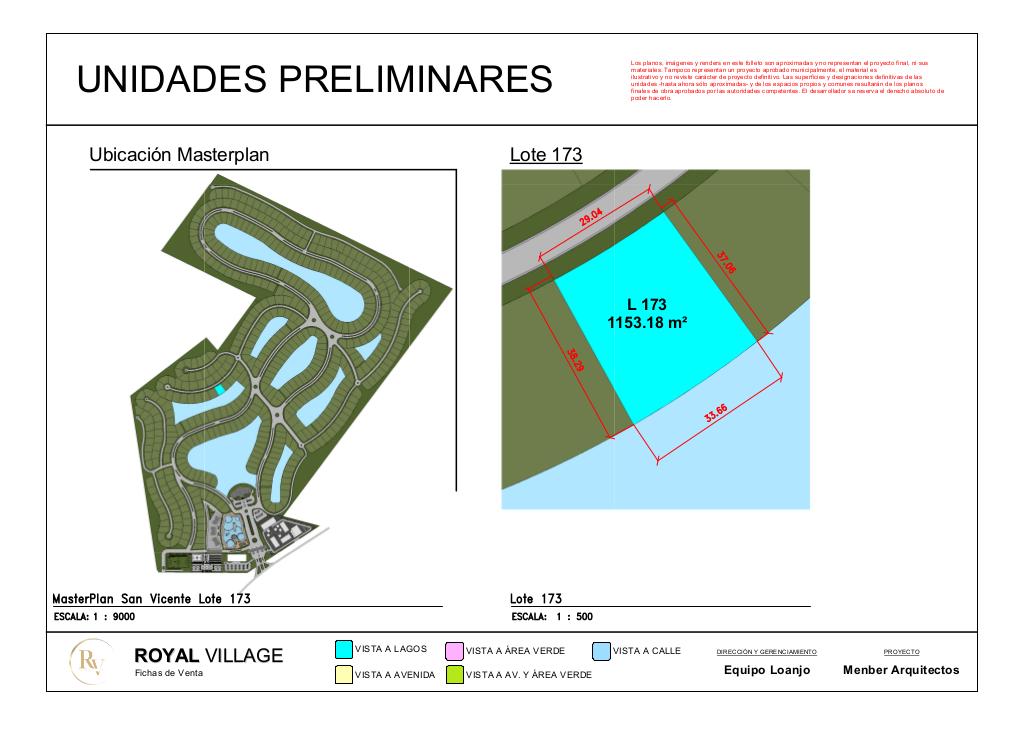 UNIDADES PRELIMINARES
Los planos, imágenes y renders en este folleto son aproximadas y no representan el proyecto final, ni sus
materiales. Tampoco representan un proyecto aprobado municipalmente, el material es
ilustrativo y no reviste carácter de proyecto definitivo. Las superficies y designaciones definitivas de las
unidades -hasta ahora sólo aproximadas- y de los espacios propios y comunes resultarán de los planos
finales de obra aprobados por las autoridades competentes. El desarrollador se reserva el derecho absoluto de
poder hacerlo.
Ubicación Masterplan
Lote 173
29.04
37.06
L 173
1153.18 m²
38.29
33.66
MasterPlan San Vicente Lote 173
ESCALA: 1 : 9000
Lote 173
ESCALA: 1 : 500
RV
ROYAL VILLAGE
Fichas de Venta
VISTA A LAGOS
VISTA A ÁREA VERDE
VISTA A CALLE
VISTA A AVENIDA
VISTA A AV. Y ÁREA VERDE
DIRECCIÓN Y GERENCIAMIENTO
Equipo Loanjo
PROYECTO
Menber Arquitectos